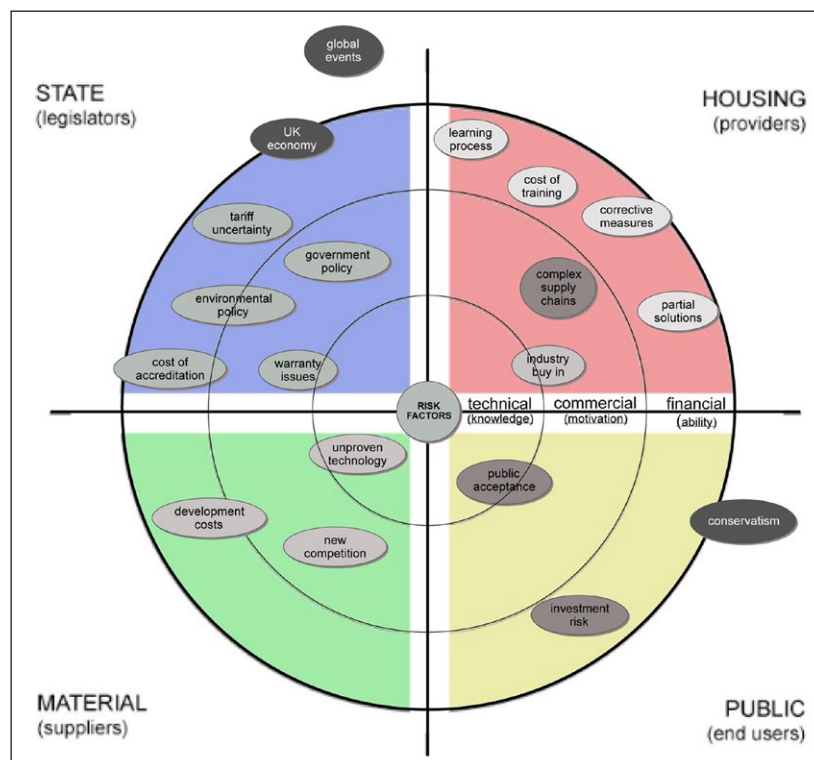 global
events
STATE
(legislators)
HOUSING
(providers)
UK
economy
learning
process
cost of
training
corrective
measures
tariff
uncertainty
government
policy
complex
supply
chains
environmental
policy
partial
solutions
cost of
accreditation
warranty
issues
industry
buy in
RISK
FACTORS
technical
(knowledge)
commercial
(motivation)
financial
(ability)
unproven
technology
public
acceptance
development
costs
new
competition
conservatism
investment
risk
MATERIAL
(suppliers)
PUBLIC
(end users)